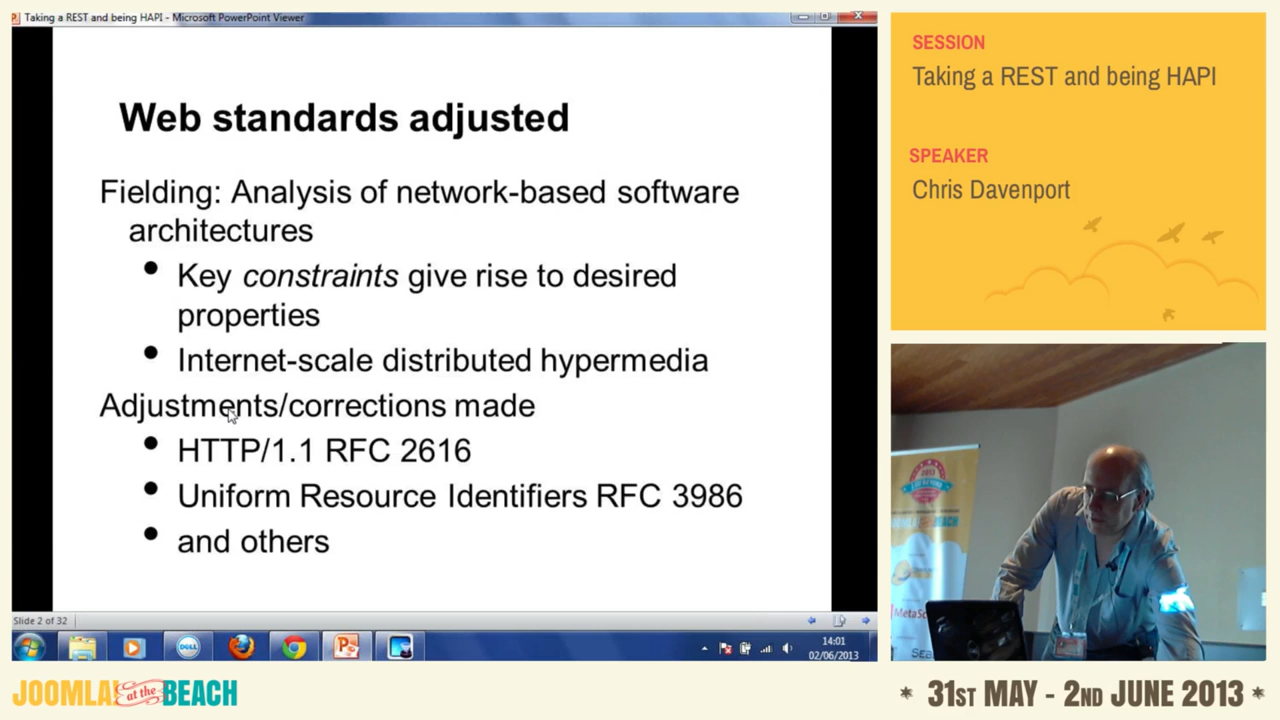 Taking a REST and being HAPI - Microsoft PowerPoint Viewer
Web standards adjusted
Fielding: Analysis of network-based software
architectures
Key constraints give rise to desired
properties
Internet-scale distributed hypermedia
Adjustments/corrections made
HTTP/1.1 RFC 2616
Uniform Resource Identifiers RFC 3986
and others
Slide 2 of 32
14:01
02/06/2013
SESSION
Taking a REST and being HAPI
SPEAKER
Chris Davenport
2013
BEACH
MetaSc
JOOMLA! at the BEACH
* 31ST MAY - 2ND JUNE 2013 *